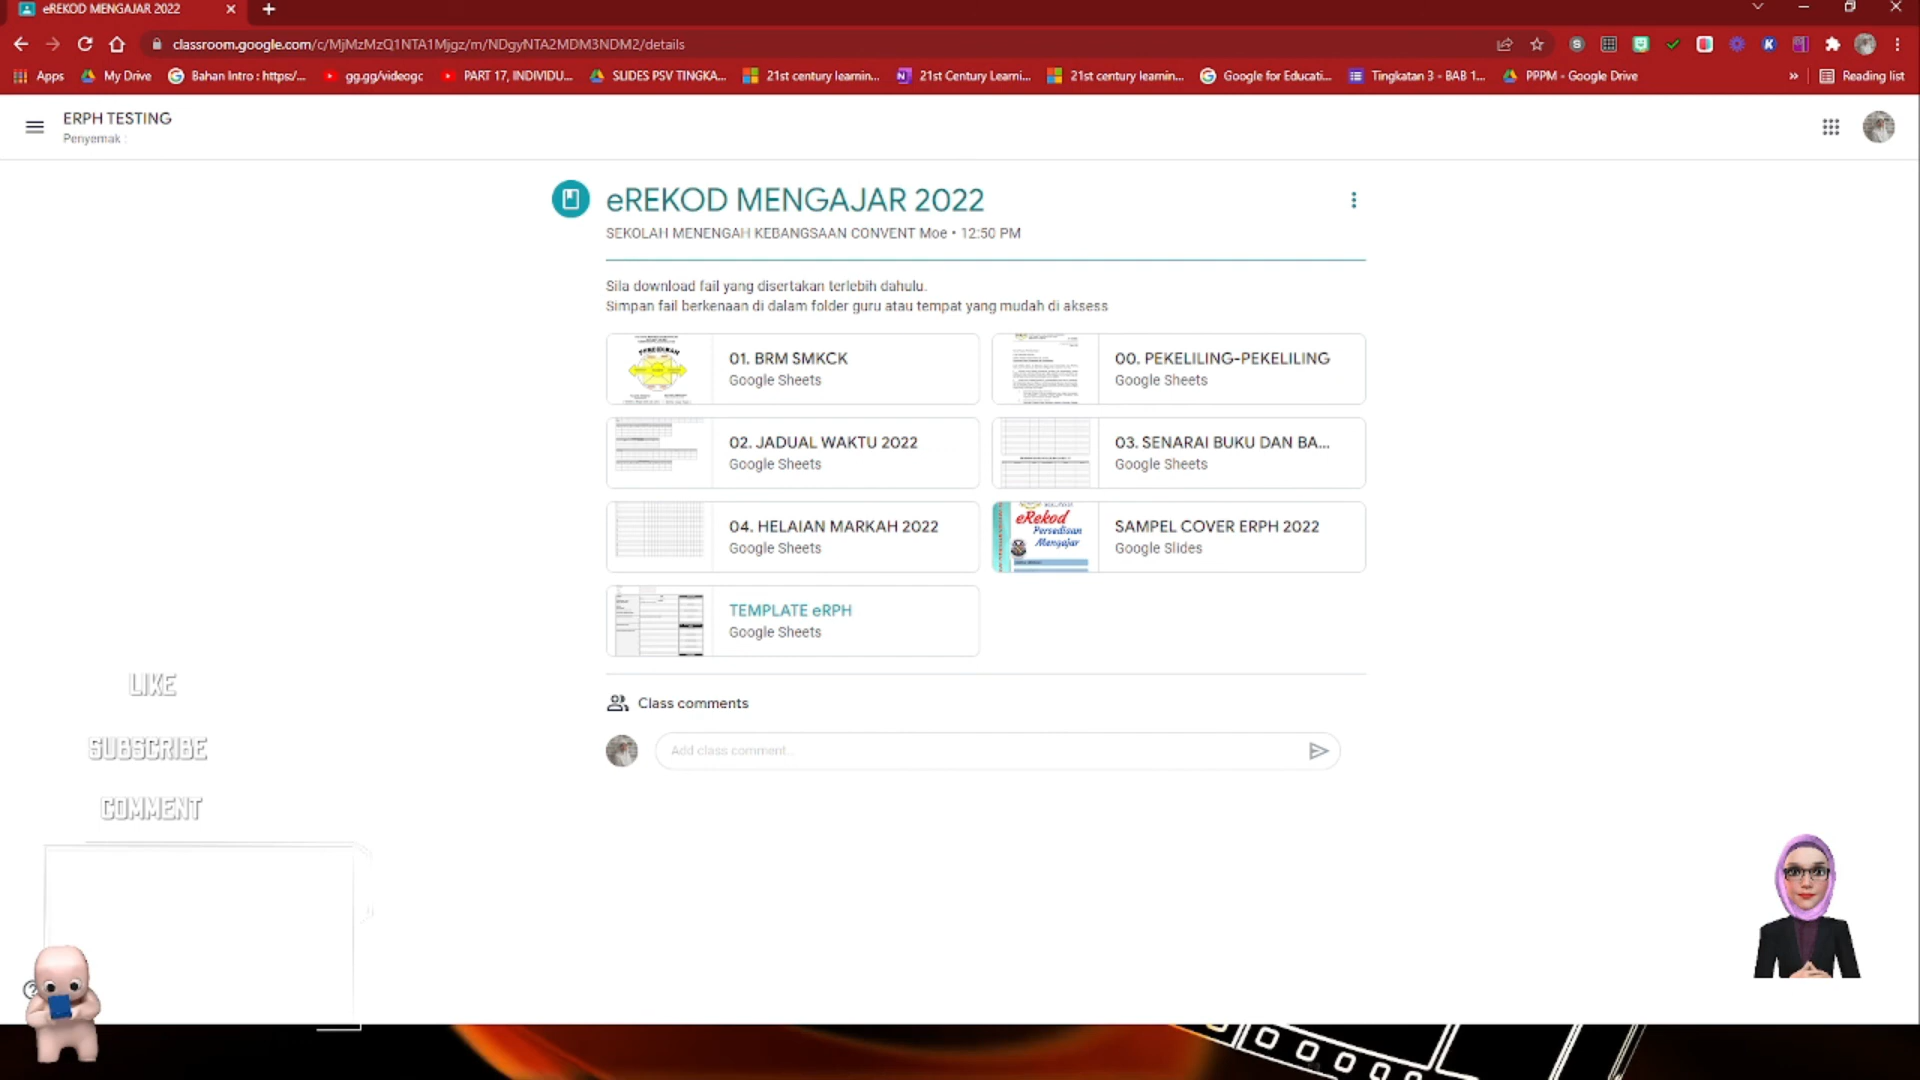 eREKOD MENGAJAR 2022
classroom.google.com/c/MjMzMzQ1NTA1Mjgz/m/NDgyNTA2MDM3NDM2/details
Apps
My Drive
Bahan Intro : https:/...
gg.gg/videogc
PART 17, INDIVIDU...
SLIDES PSV TINGKA...
21st century learnin...
21st Century Learni...
21st century learnin...
Google for Educati...
Tingkatan 3 - BAB 1...
PPPM - Google Drive
»
Reading list
ERPH TESTING
Penyemak :
eREKOD MENGAJAR 2022
SEKOLAH MENENGAH KEBANGSAAN CONVENT Moe • 12:50 PM
Sila download fail yang disertakan terlebih dahulu.
Simpan fail berkenaan di dalam folder guru atau tempat yang mudah di aksess
01. BRM SMKCK
Google Sheets
00. PEKELILING-PEKELILING
Google Sheets
02. JADUAL WAKTU 2022
Google Sheets
03. SENARAI BUKU DAN BA...
Google Sheets
04. HELAIAN MARKAH 2022
Google Sheets
eRekod
Persediaan
Mengajar
SAMPEL COVER ERPH 2022
Google Slides
TEMPLATE eRPH
Google Sheets
Class comments
Add class comment...
LIKE
SUBSCRIBE
COMMENT